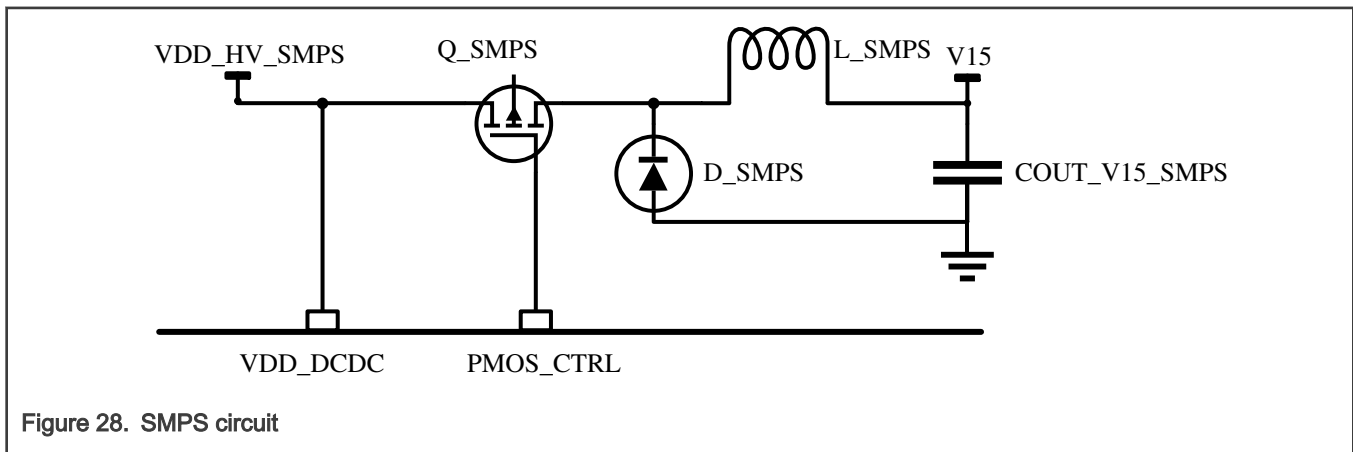 VDD_HV_SMPS
Q_SMPS
L_SMPS
V15
D_SMPS
COUT_V15_SMPS
VDD_DCDC
PMOS_CTRL
Figure 28. SMPS circuit